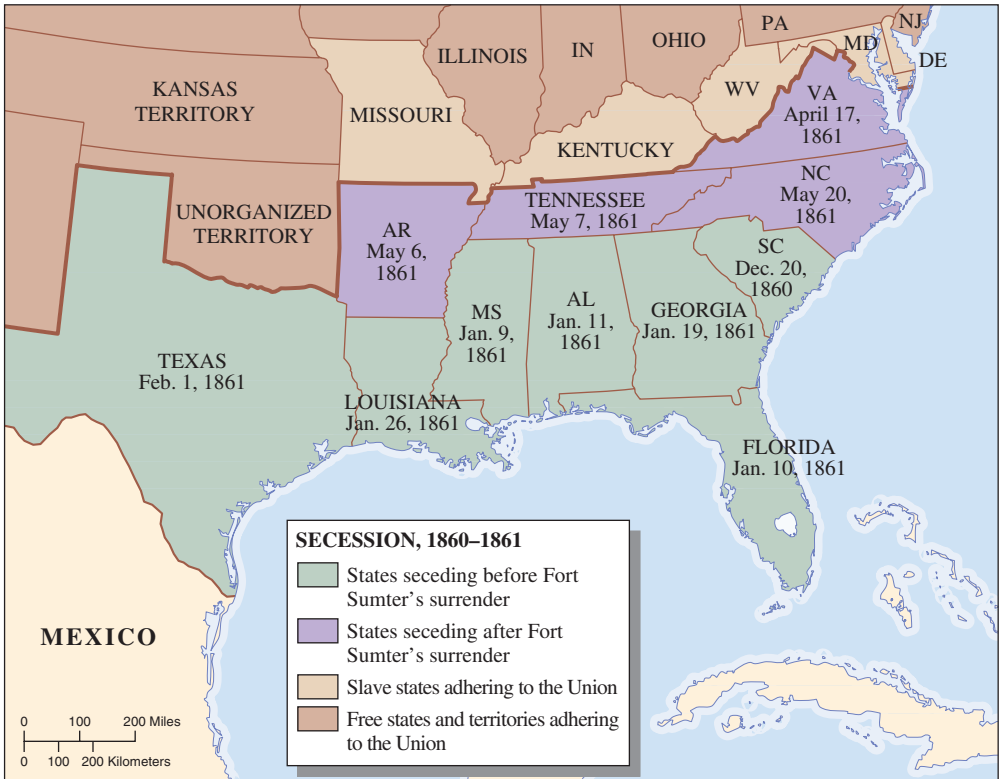 PA
NJ
ILLINOIS
IN
OHIO
MD
DE
KANSAS
TERRITORY
MISSOURI
WV
VA
April 17,
1861
KENTUCKY
UNORGANIZED
TERRITORY
AR
May 6,
1861
TENNESSEE
May 7, 1861
NC
May 20,
1861
SC
Dec. 20,
1860
MS
Jan. 9,
1861
AL
Jan. 11,
1861
GEORGIA
Jan. 19, 1861
TEXAS
Feb. 1, 1861
LOUISIANA
Jan. 26, 1861
FLORIDA
Jan. 10, 1861
MEXICO
SECESSION, 1860–1861
States seceding before Fort
Sumter's surrender
States seceding after Fort
Sumter's surrender
Slave states adhering to the Union
Free states and territories adhering
to the Union
0 100 200 Miles
0 100 200 Kilometers